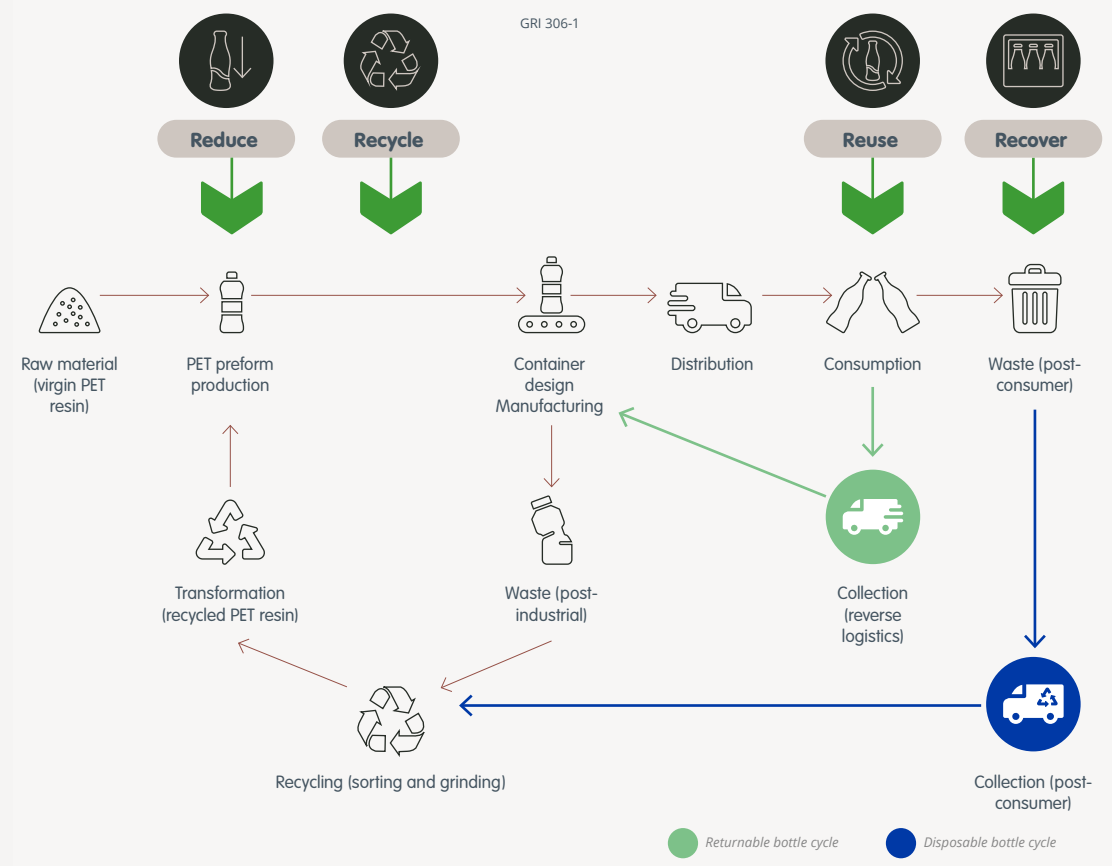 GRI 306-1
Reduce
Recycle
Reuse
Recover
Raw material
(virgin PET
resin)
PET preform
production
Container
design
Manufacturing
Distribution
Consumption
Waste (post-
consumer)
Transformation
(recycled PET resin)
Waste (post-
industrial)
Collection
(reverse
logistics)
Recycling (sorting and grinding)
Collection (post-
consumer)
Returnable bottle cycle
Disposable bottle cycle